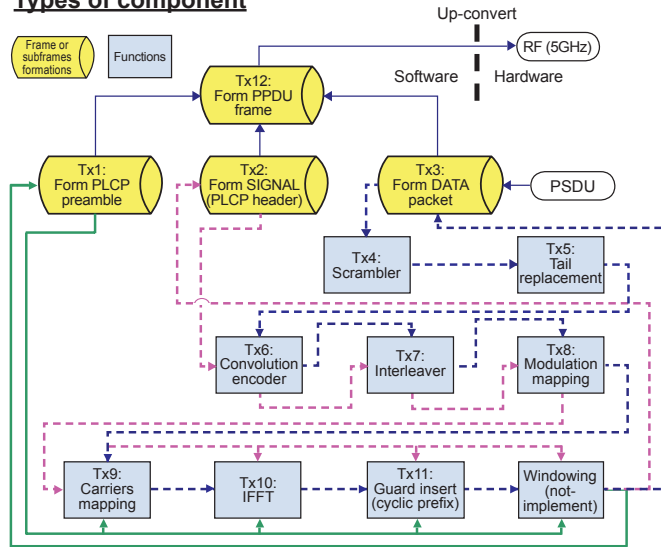 Types of component
Up-convert
Frame or
subframes
formations
Functions
RF (5GHz)
Software
Hardware
Tx12:
Form PPDU
frame
Tx1:
Form PLCP
preamble
Tx2:
Form SIGNAL
(PLCP header)
Tx3:
Form DATA
packet
PSDU
Tx4:
Scrambler
Tx5:
Tail
replacement
Tx6:
Convolution
encoder
Tx7:
Interleaver
Tx8:
Modulation
mapping
Tx9:
Carriers
mapping
Tx10:
IFFT
Tx11:
Guard insert
(cyclic prefix)
Windowing
(not-
implement)